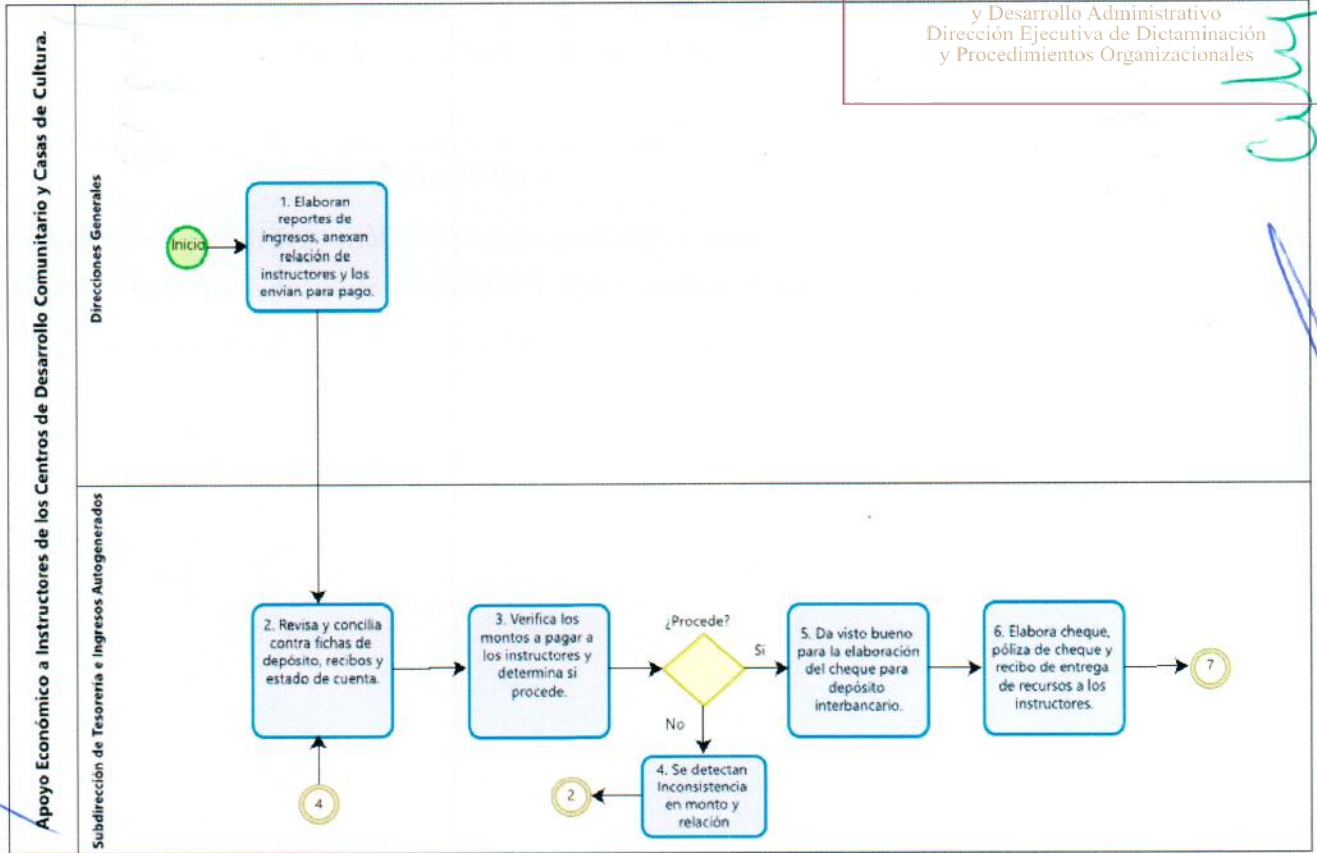 y Desarrollo Administrativo
Dirección Ejecutiva de Dictaminación
y Procedimientos Organizacionales
Apoyo Económico a Instructores de los Centros de Desarrollo Comunitario y Casas de Cultura.
Direcciones Generales
Inicio
1. Elaboran
reportes de
ingresos, anexan
relación de
instructores y los
envian para pago.
Subdirección de Tesoreria e Ingresos Autogenerados
2. Revisa y concilia
contra fichas de
depósito, recibos y
estado de cuenta.
3. Verifica los
montos a pagar a
los instructores y
determina si
procede.
¿Procede?
Si
No
5. Da visto bueno
para la elaboración
del cheque para
depósito
interbancario.
6. Elabora cheque,
póliza de cheque y
recibo de entrega
de recursos a los
instructores.
7
4. Se detectan
Inconsistencia
en monto y
relación
2
4